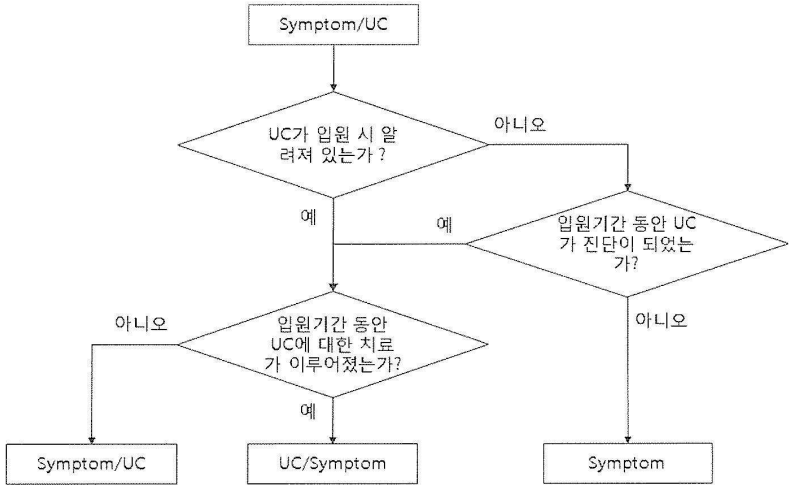 Symptom/UC
UC가 입원 시 알
려져 있는가 ?
아니오
예
예
입원기간 동안 UC
가 진단이 되었는
가?
아니오
입원기간 동안
UC에 대한 치료
가 이루어졌는가?
아니오
예
Symptom/UC
UC/Symptom
Symptom